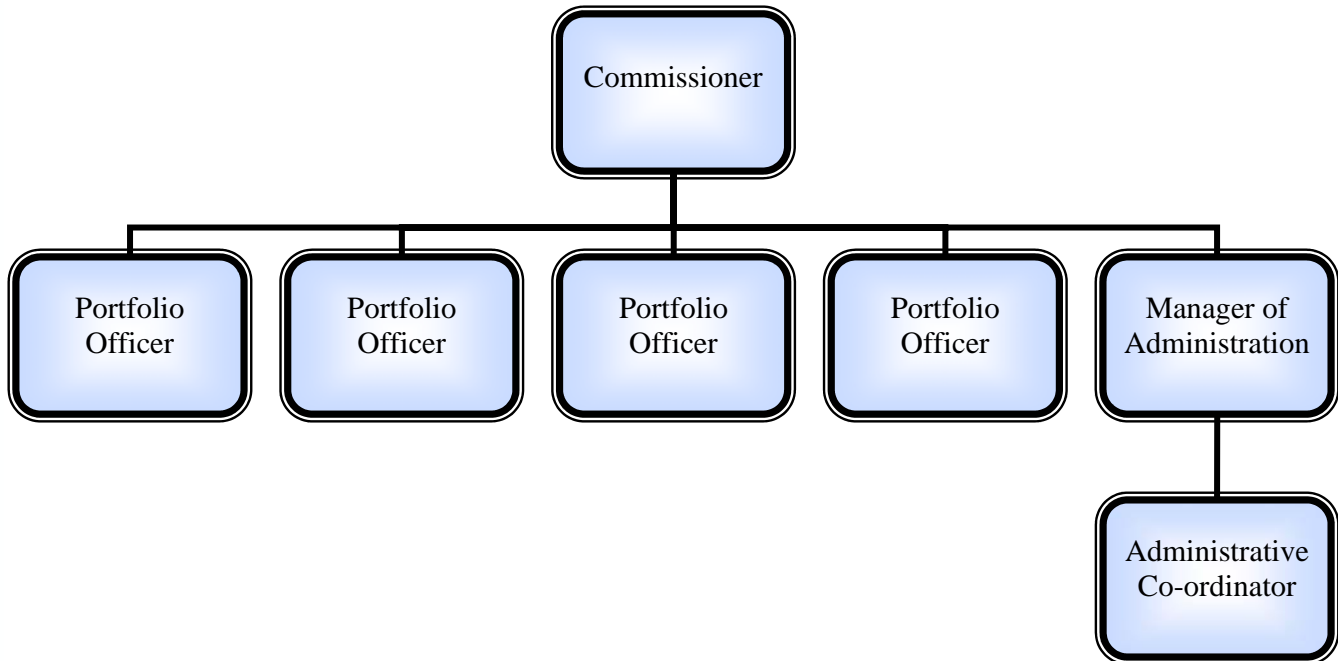 Commissioner
Portfolio
Officer
Portfolio
Officer
Portfolio
Officer
Portfolio
Officer
Manager of
Administration
Administrative
Co-ordinator